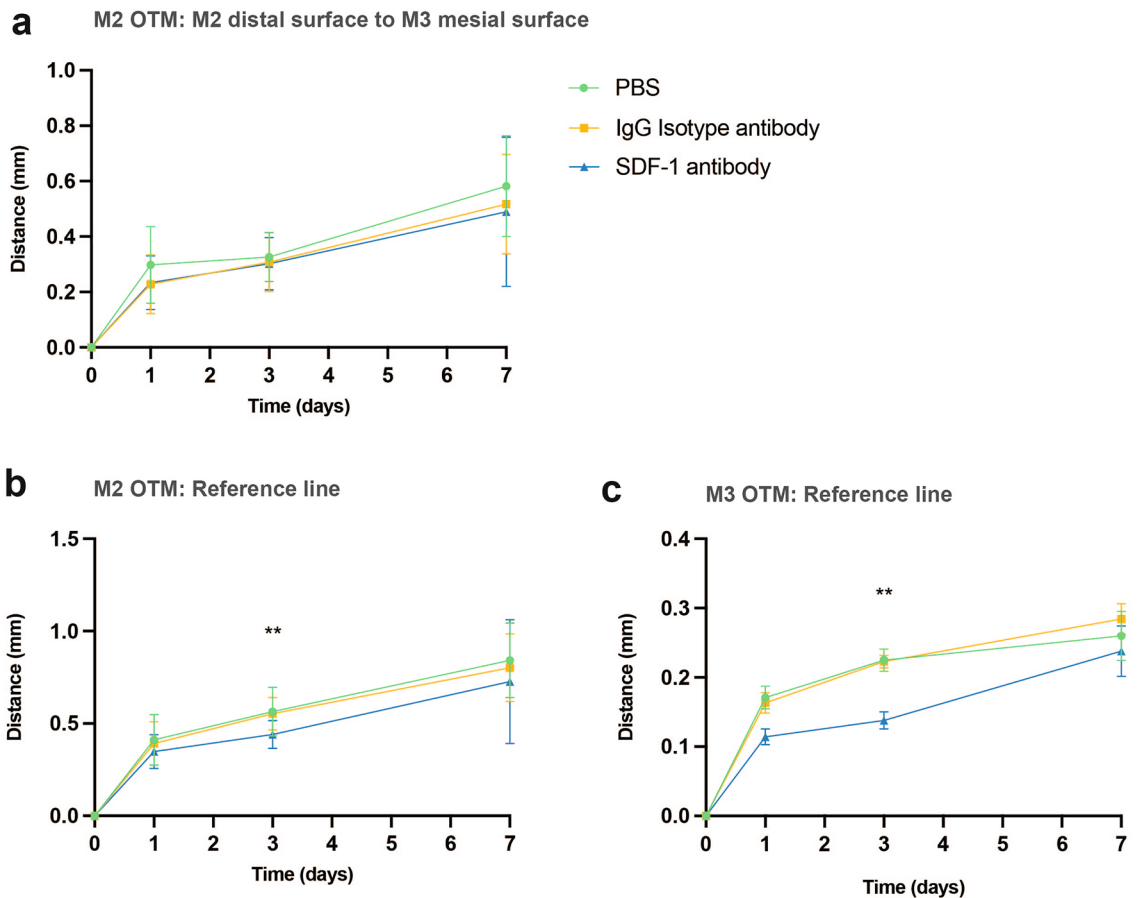 a
M2 OTM: M2 distal surface to M3 mesial surface
1.0
0.8
0.6
0.4
0.2
0.0
Distance (mm)
0 1 2 3 4 5 6 7
Time (days)
PBS
IgG Isotype antibody
SDF-1 antibody
b
M2 OTM: Reference line
1.5
1.0
0.5
0.0
Distance (mm)
**
0 1 2 3 4 5 6 7
Time (days)
c
M3 OTM: Reference line
0.4
0.3
0.2
0.1
0.0
Distance (mm)
**
0 1 2 3 4 5 6 7
Time (days)